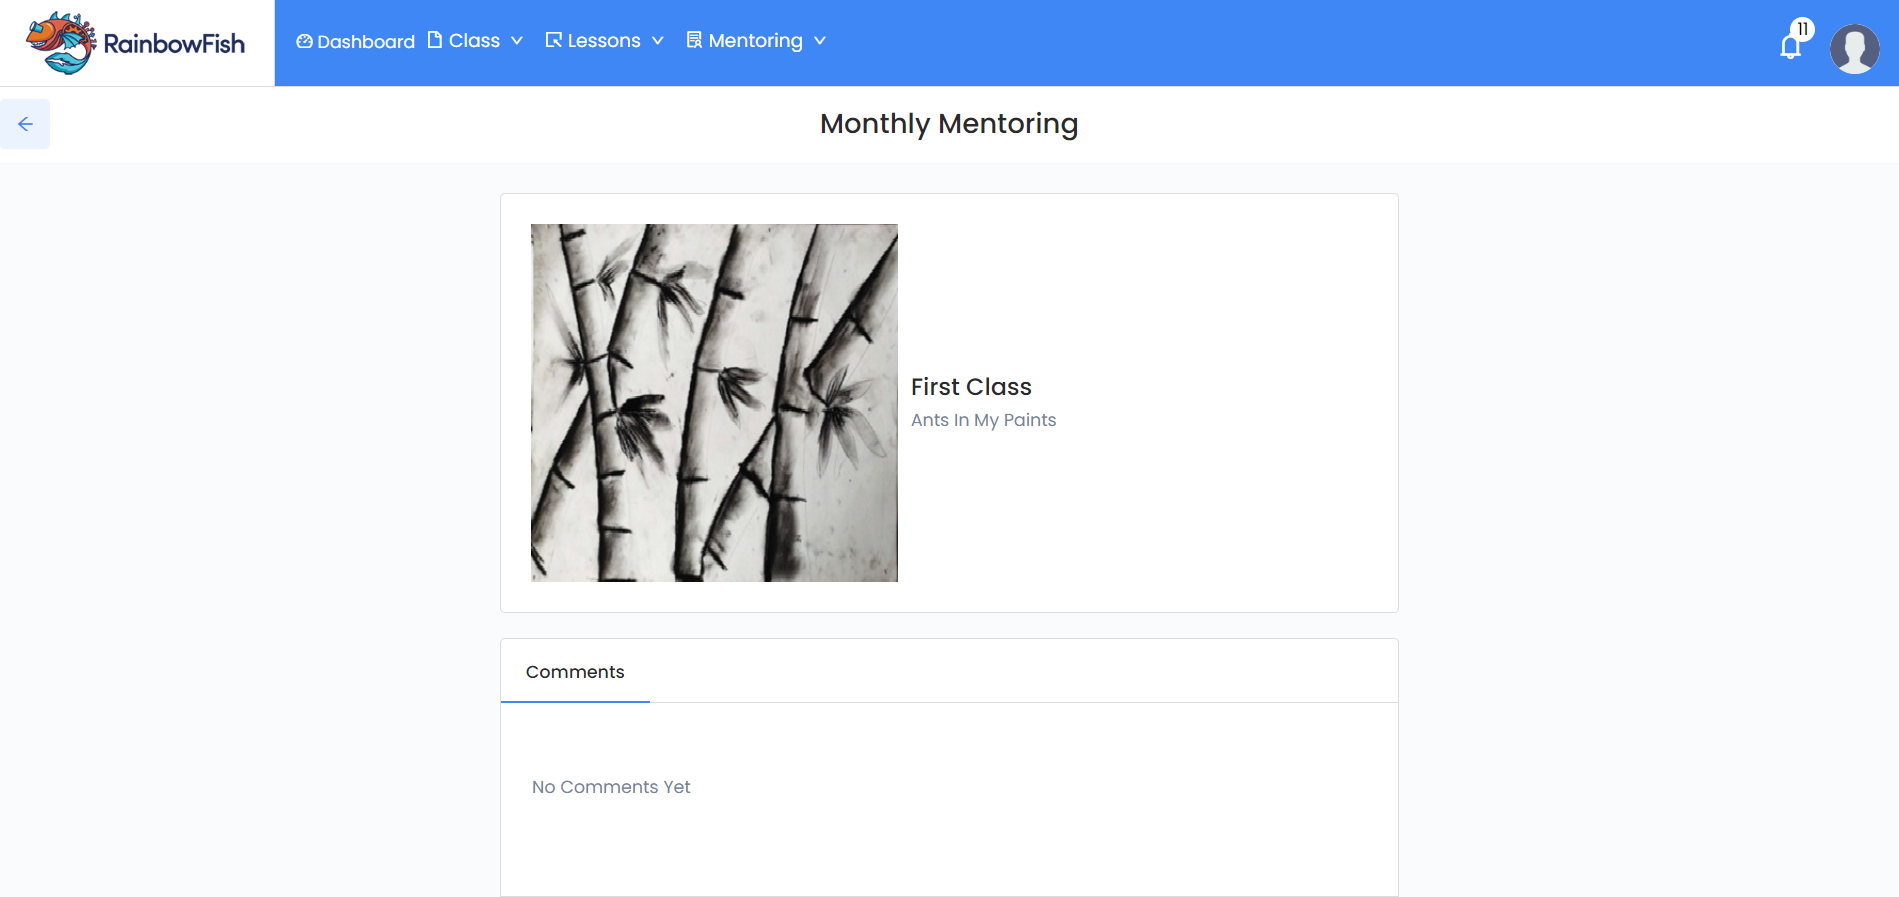 RainbowFish
Dashboard Class Lessons Mentoring
11
Monthly Mentoring
First Class
Ants In My Paints
Comments
No Comments Yet